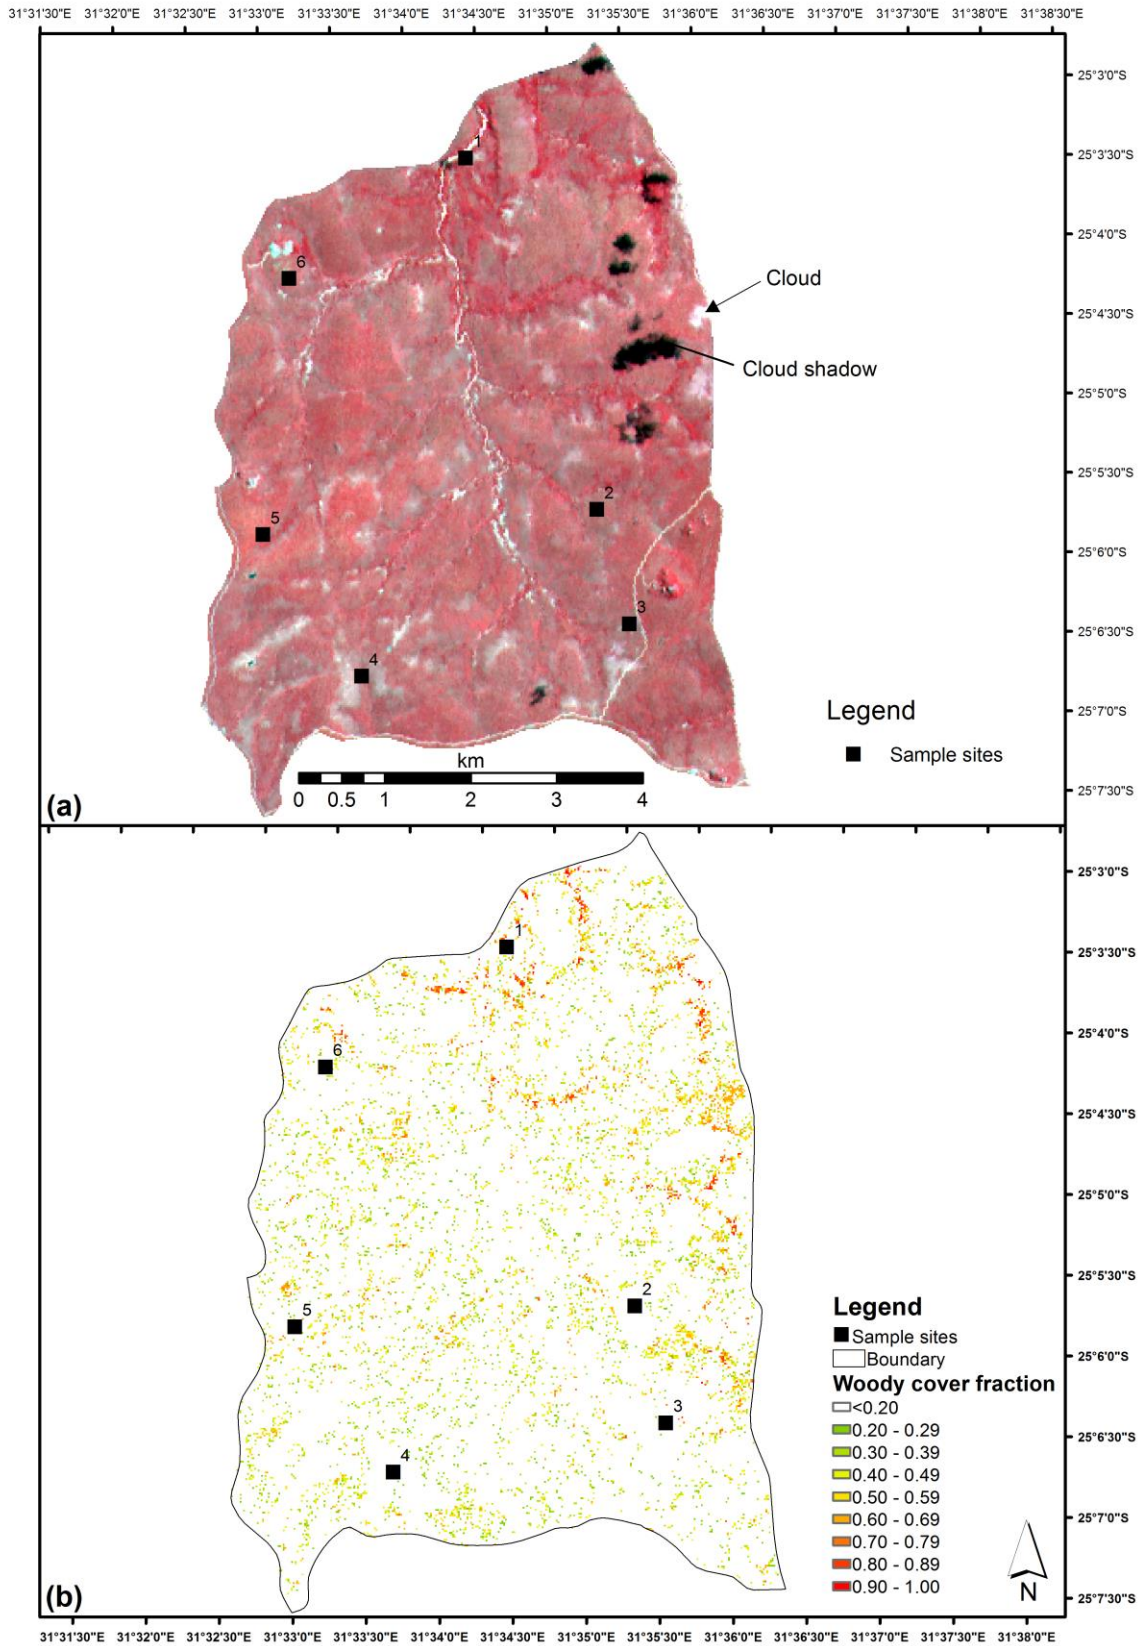 31°31'30"E 31°32'0"E 31°32'30"E 31°33'0"E 31°33'30"E 31°34'0"E 31°34'30"E 31°35'0"E 31°35'30"E 31°36'0"E 31°36'30"E 31°37'0"E 31°37'30"E 31°38'0"E 31°38'30"E
25°3'0"S
1
25°3'30"S
25°4'0"S
6
Cloud
25°4'30"S
Cloud shadow
25°5'0"S
25°5'30"S
2
5
25°6'0"S
3
25°6'30"S
4
Legend
25°7'0"S
Sample sites
km
0 0.5 1 2 3 4
25°7'30"S
(a)
25°3'0"S
1
25°3'30"S
25°4'0"S
6
25°4'30"S
25°5'0"S
25°5'30"S
2
5
Legend
Sample sites
Boundary
25°6'0"S
Woody cover fraction
3
<0.20
0.20 - 0.29
25°6'30"S
0.30 - 0.39
4
0.40 - 0.49
0.50 - 0.59
25°7'0"S
0.60 - 0.69
0.70 - 0.79
0.80 - 0.89
0.90 - 1.00
N
25°7'30"S
(b)
31°31'30"E 31°32'0"E 31°32'30"E 31°33'0"E 31°33'30"E 31°34'0"E 31°34'30"E 31°35'0"E 31°35'30"E 31°36'0"E 31°36'30"E 31°37'0"E 31°37'30"E 31°38'0"E